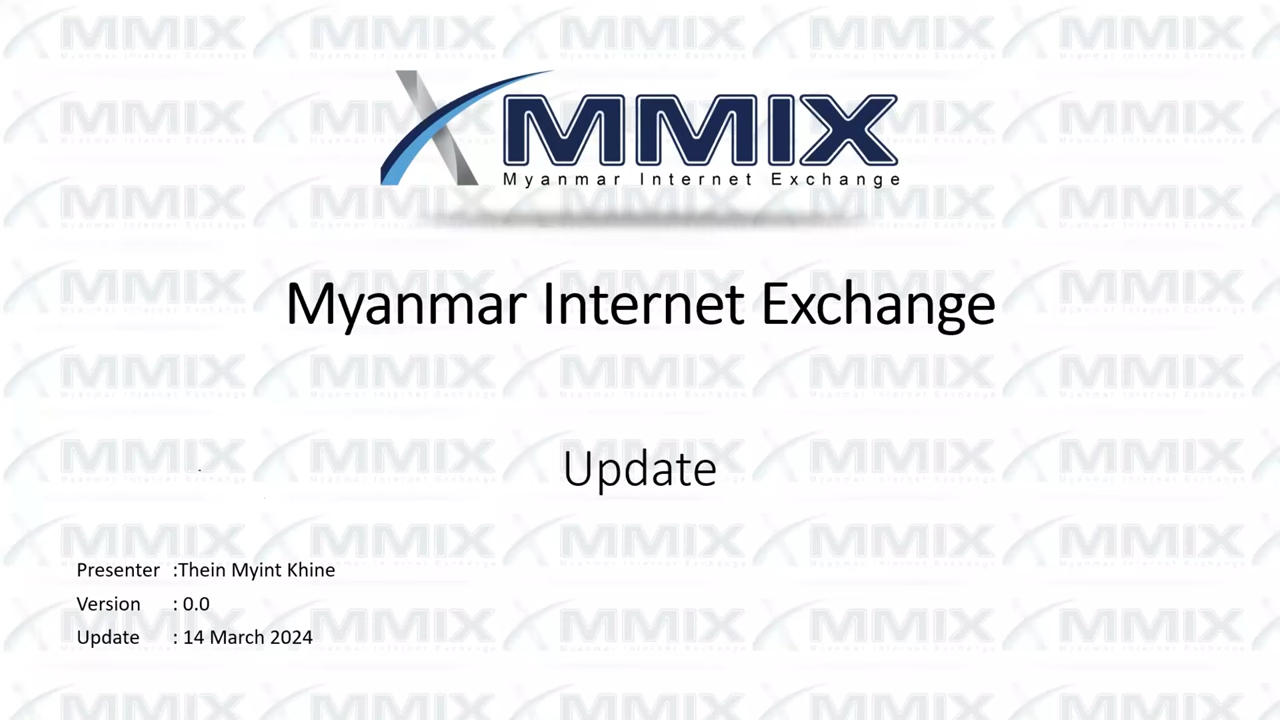 MMIX
Myanmar Internet Exchange
Myanmar Internet Exchange
Update
Presenter :Thein Myint Khine
Version : 0.0
Update : 14 March 2024